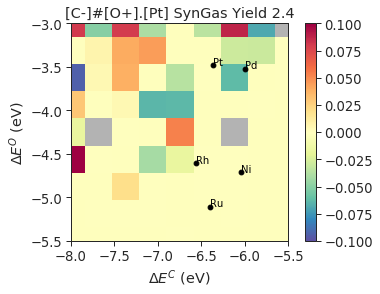 [C-]#[O+].[Pt] SynGas Yield 2.4
−3.0
−3.5
−4.0
−4.5
−5.0
−5.5
ΔE^O (eV)
Pt
Pd
Rh
Ni
Ru
−8.0 −7.5 −7.0 −6.5 −6.0 −5.5
ΔE^C (eV)
0.100
0.075
0.050
0.025
0.000
−0.025
−0.050
−0.075
−0.100